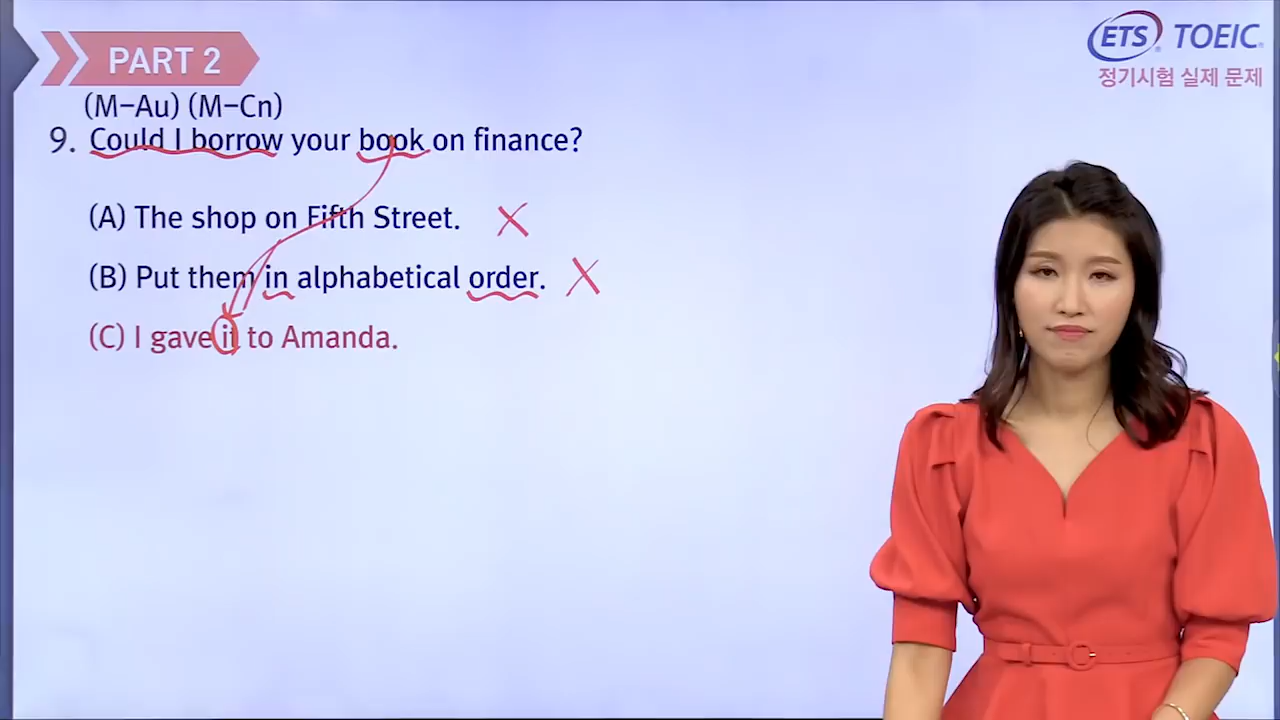 PART 2
ETS TOEIC
정기시험 실제 문제
(M-Au) (M-Cn)
9. Could I borrow your book on finance?
(A) The shop on Fifth Street.
(B) Put them in alphabetical order.
(C) I gave it to Amanda.